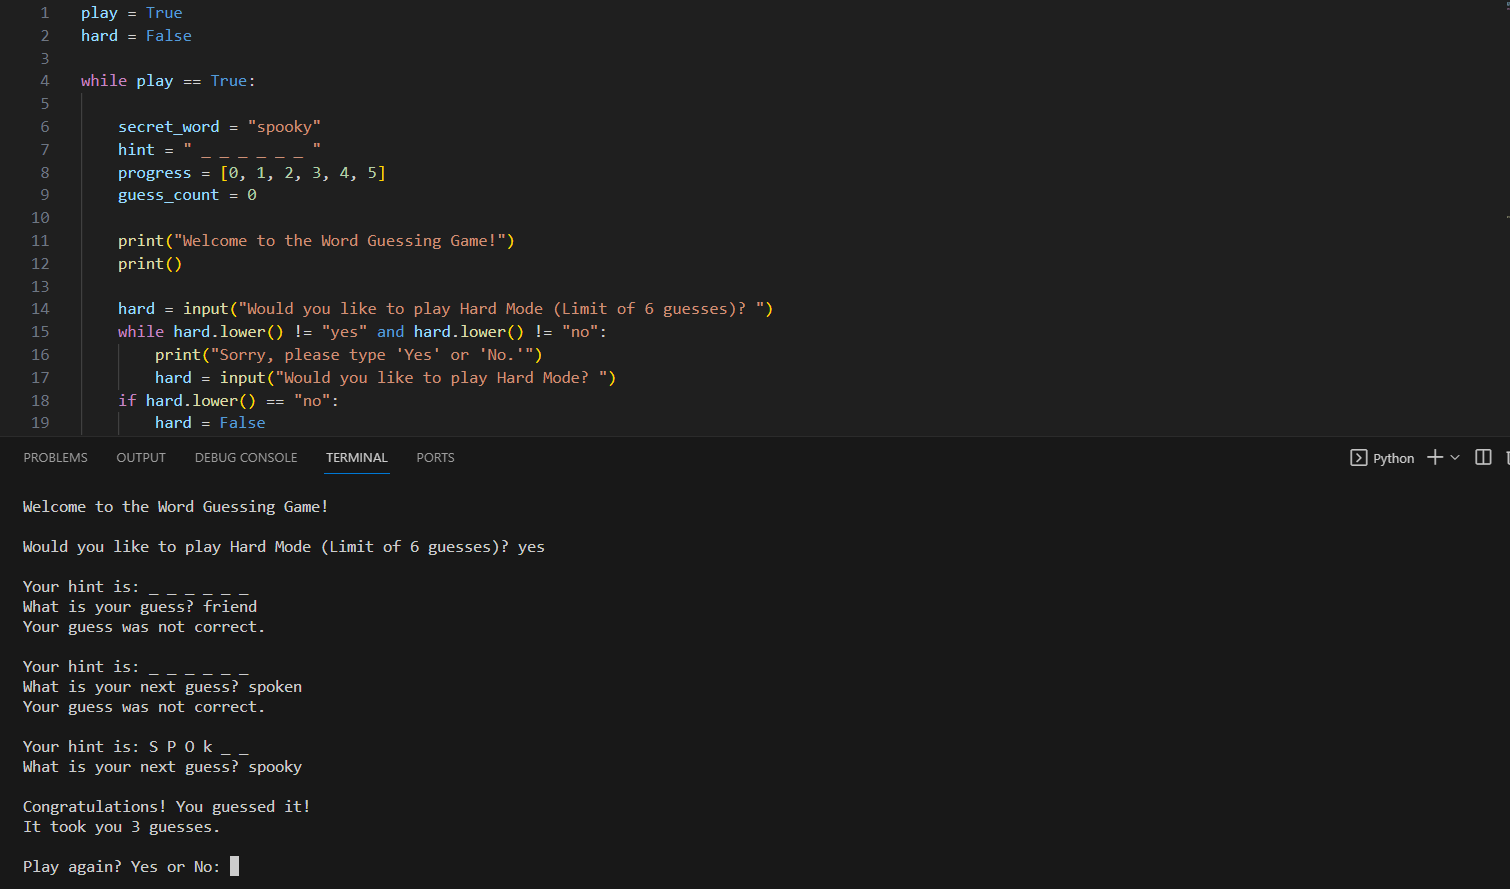 1 play = True
2 hard = False
3
4 while play == True:
5
6 secret_word = "spooky"
7 hint = " _ _ _ _ _ _ "
8 progress = [0, 1, 2, 3, 4, 5]
9 guess_count = 0
10
11 print("Welcome to the Word Guessing Game!")
12 print()
13
14 hard = input("Would you like to play Hard Mode (Limit of 6 guesses)? ")
15 while hard.lower() != "yes" and hard.lower() != "no":
16 print("Sorry, please type 'Yes' or 'No.'")
17 hard = input("Would you like to play Hard Mode? ")
18 if hard.lower() == "no":
19 hard = False
PROBLEMS OUTPUT DEBUG CONSOLE TERMINAL PORTS Python
Welcome to the Word Guessing Game!
Would you like to play Hard Mode (Limit of 6 guesses)? yes
Your hint is: _ _ _ _ _ _
What is your guess? friend
Your guess was not correct.
Your hint is: _ _ _ _ _ _
What is your next guess? spoken
Your guess was not correct.
Your hint is: S P O k _ _
What is your next guess? spooky
Congratulations! You guessed it!
It took you 3 guesses.
Play again? Yes or No: